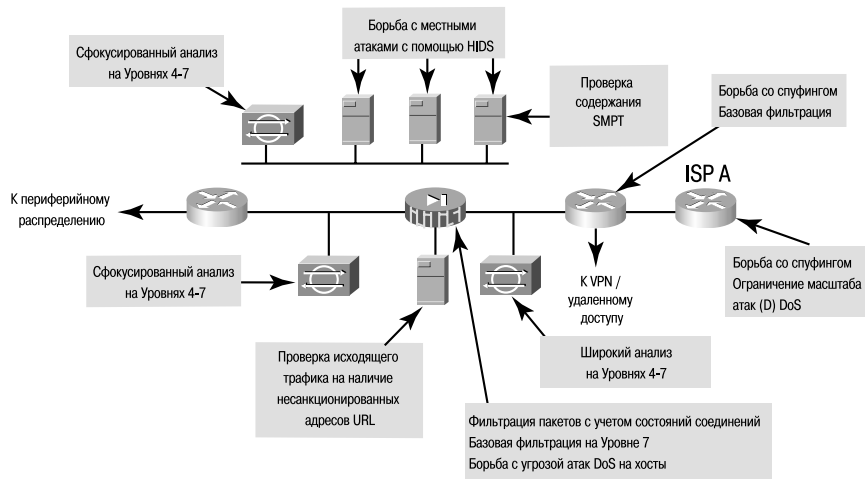 Борьба с местными
атаками с помощью HIDS
Сфокусированный анализ
на Уровнях 4-7
Проверка
содержания
SMPT
Борьба со спуфингом
Базовая фильтрация
ISP A
К периферийному
распределению
Сфокусированный анализ
на Уровнях 4-7
К VPN /
удаленному
доступу
Борьба со спуфингом
Ограничение масштаба
атак (D) DoS
Проверка исходящего
трафика на наличие
несанкционированных
адресов URL
Широкий анализ
на Уровнях 4-7
Фильтрация пакетов с учетом состояний соединений
Базовая фильтрация на Уровне 7
Борьба с угрозой атак DoS на хосты